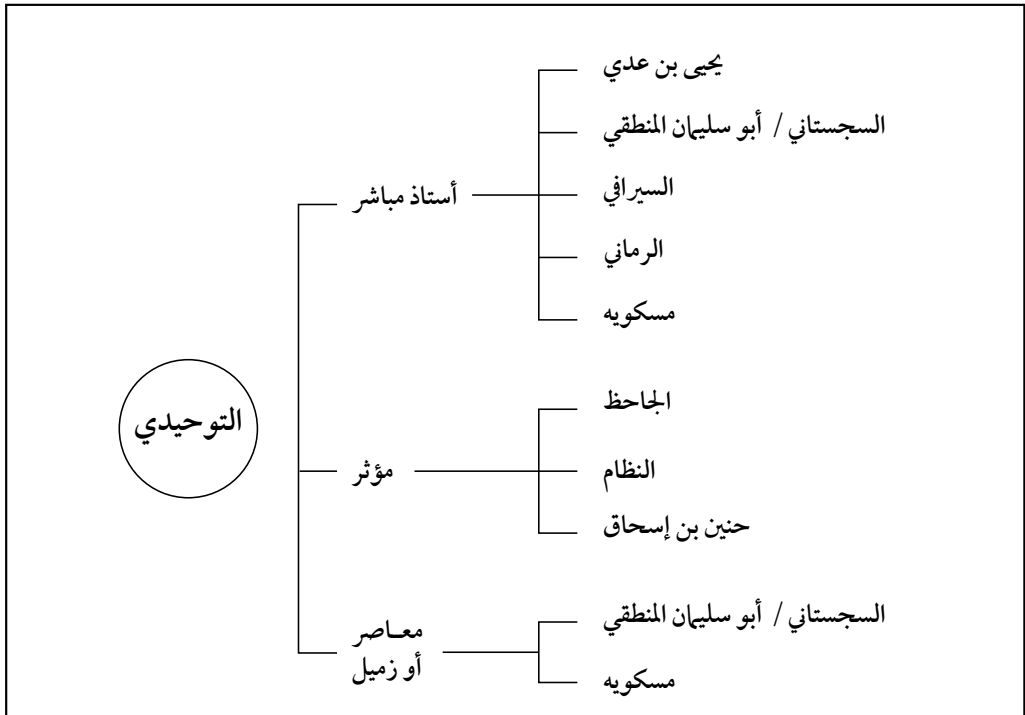 التوحيدي
أستاذ مباشر
يحيى بن عدي
السجستاني / أبو سليمان المنطقي
السيرافي
الرماني
مسكويه
مؤثر
الجاحظ
النظام
حنين بن إسحاق
معـاصر
أو زميل
السجستاني / أبو سليمان المنطقي
مسكويه